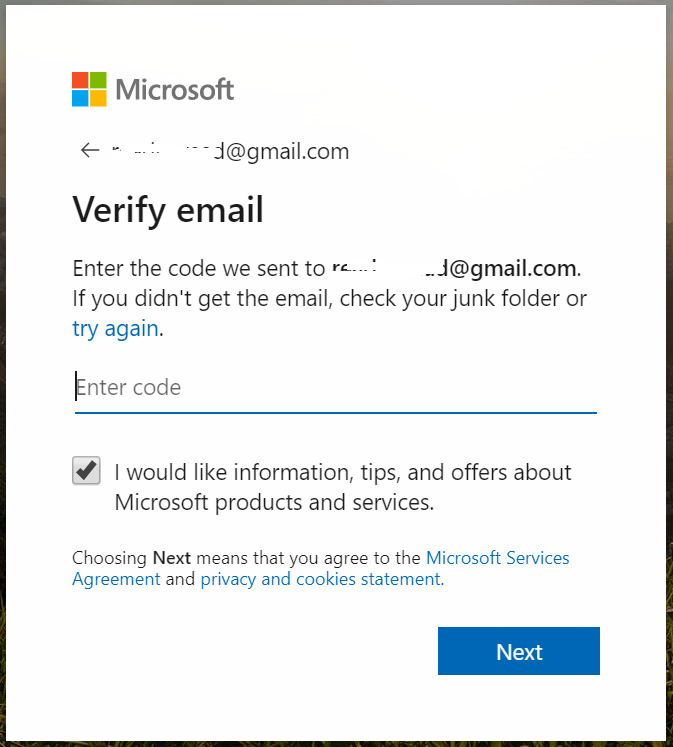 Microsoft
@gmail.com
Verify email
Enter the code we sent to @gmail.com.
If you didn't get the email, check your junk folder or
try again.
Enter code
I would like information, tips, and offers about
Microsoft products and services.
Choosing Next means that you agree to the Microsoft Services
Agreement and privacy and cookies statement.
Next